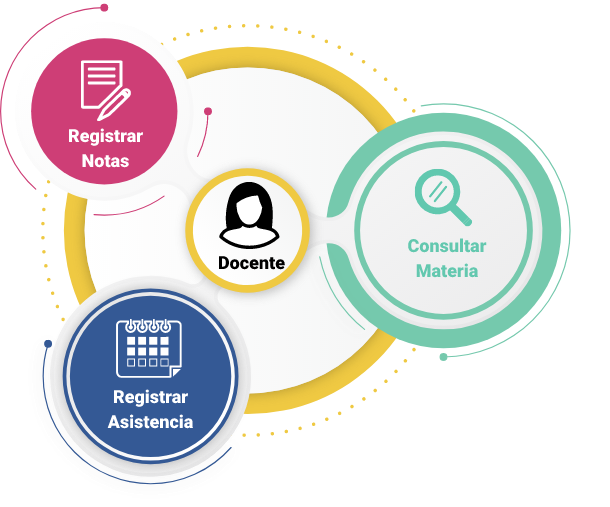 Registrar
Notas
Docente
Consultar
Materia
Registrar
Asistencia